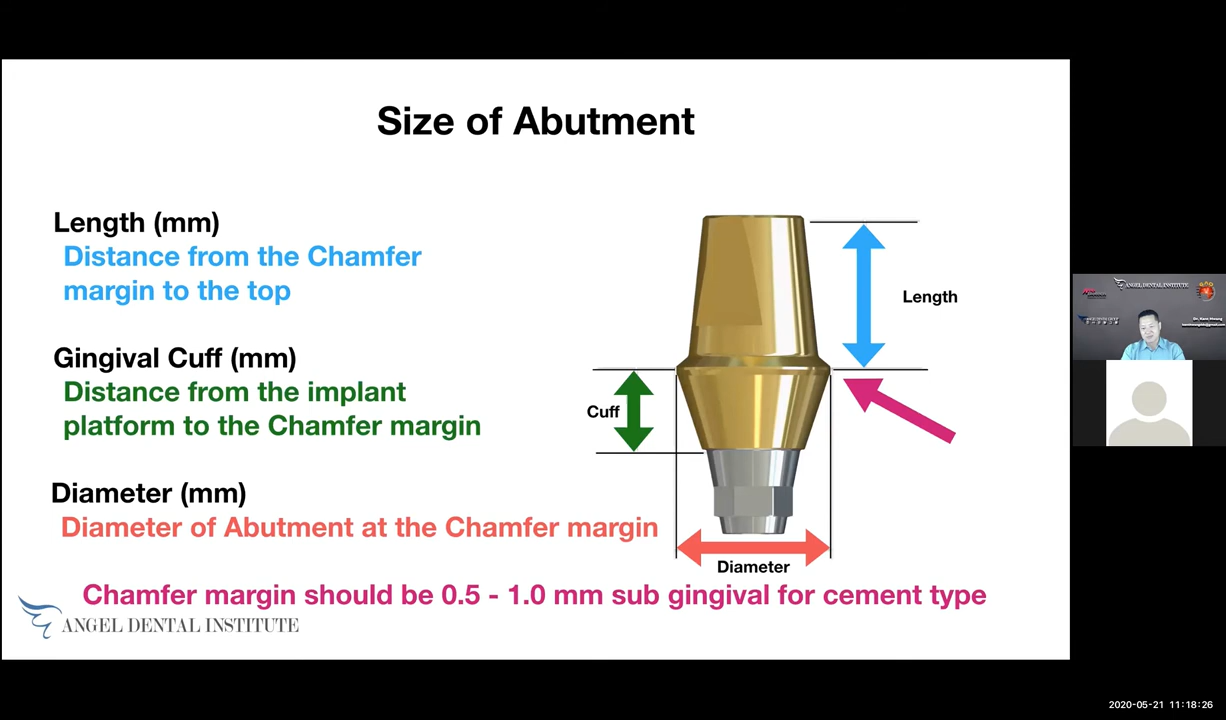 Size of Abutment
Length (mm)
Distance from the Chamfer
margin to the top
Gingival Cuff (mm)
Distance from the implant
platform to the Chamfer margin
Diameter (mm)
Diameter of Abutment at the Chamfer margin
Length
Cuff
Diameter
Chamfer margin should be 0.5 - 1.0 mm sub gingival for cement type
ANGEL DENTAL INSTITUTE
ANGEL DENTAL INSTITUTE
2020-05-21 11:18:26